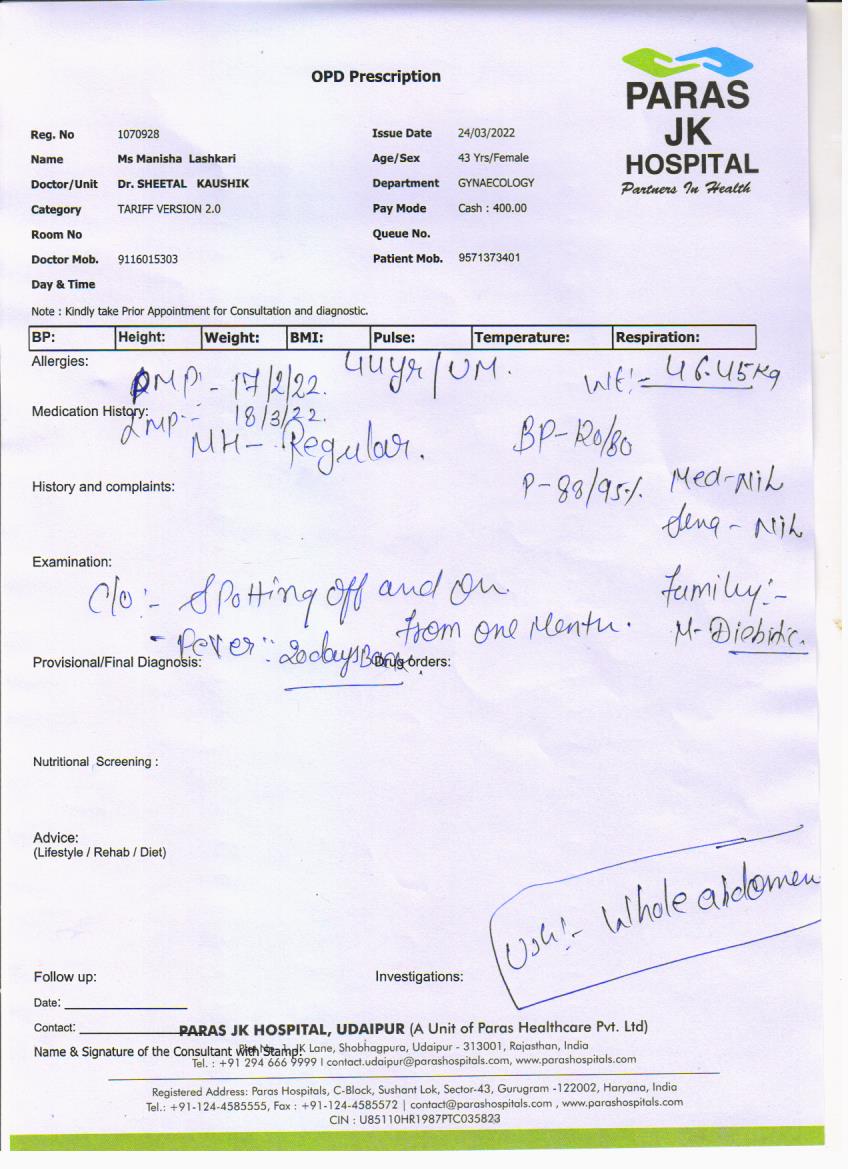 OPD Prescription
PARAS
JK
HOSPITAL
Partners In Health
Reg. No 1070928 Issue Date 24/03/2022
Name Ms Manisha Lashkari Age/Sex 43 Yrs/Female
Doctor/Unit Dr. SHEETAL KAUSHIK Department GYNAECOLOGY
Category TARIFF VERSION 2.0 Pay Mode Cash : 400.00
Room No Queue No.
Doctor Mob. 9116015303 Patient Mob. 9571373401
Day & Time
Note : Kindly take Prior Appointment for Consultation and diagnostic.
BP: Height: Weight: BMI: Pulse: Temperature: Respiration:
Allergies:
PMP:- 17/2/22. 44yr/UM. Wt:- 46.45kg
Medication History:
LMP:- 18/3/22.
MH- Regular. BP-120/80
History and complaints:
P-88/95% Med-NiL
- NiL
Examination:
C/o:- Spotting off and on Family:-
from one Month. M-Diebitic.
- Fever:: 20days Back.
Provisional/Final Diagnosis: Drug orders:
Nutritional Screening :
Advice:
(Lifestyle / Rehab / Diet)
:- Whole abdomen
Follow up: Investigations:
Date:
Contact:
PARAS JK HOSPITAL, UDAIPUR (A Unit of Paras Healthcare Pvt. Ltd)
JK Lane, Shobhagpura, Udaipur - 313001, Rajasthan, India
Name & Signature of the Consultant with Stamp:
Tel. : +91 294 666 9999 I contact.udaipur@parashospitals.com, www.parashospitals.com
Registered Address: Paras Hospitals, C-Block, Sushant Lok, Sector-43, Gurugram -122002, Haryana, India
Tel.: +91-124-4585555, Fax : +91-124-4585572 | contact@parashospitals.com , www.parashospitals.com
CIN : U85110HR1987PTC035823